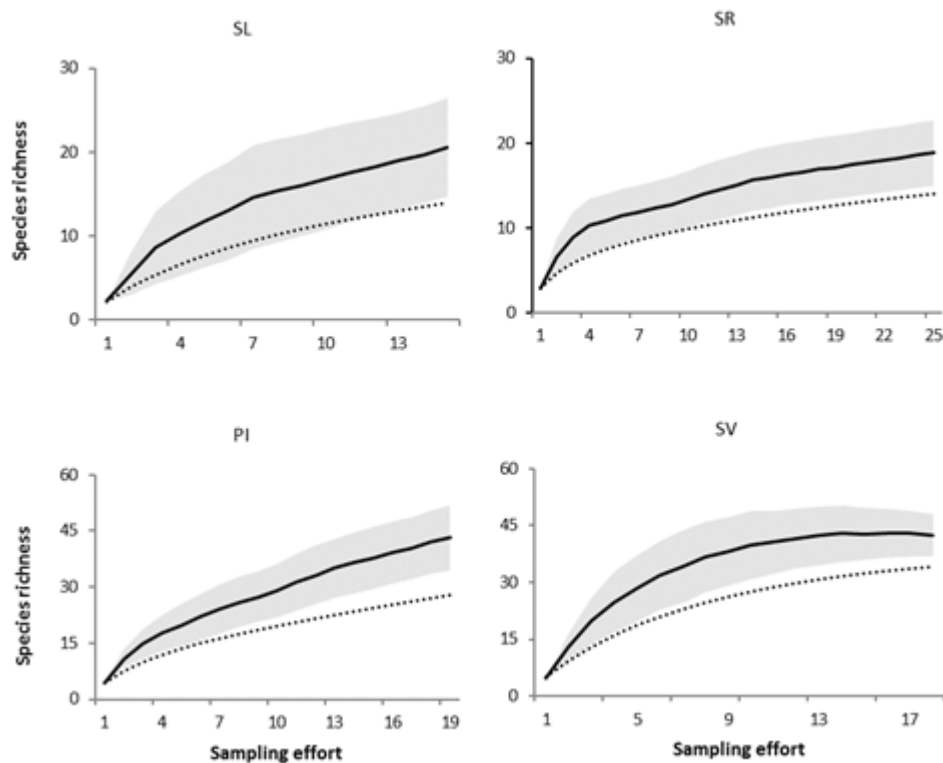 SL
30
20
10
0
1 4 7 10 13
Species richness
SR
30
20
10
0
1 4 7 10 13 16 19 22 25
PI
60
45
30
15
0
1 4 7 10 13 16 19
Species richness
Sampling effort
SV
60
45
30
15
0
1 5 9 13 17
Sampling effort